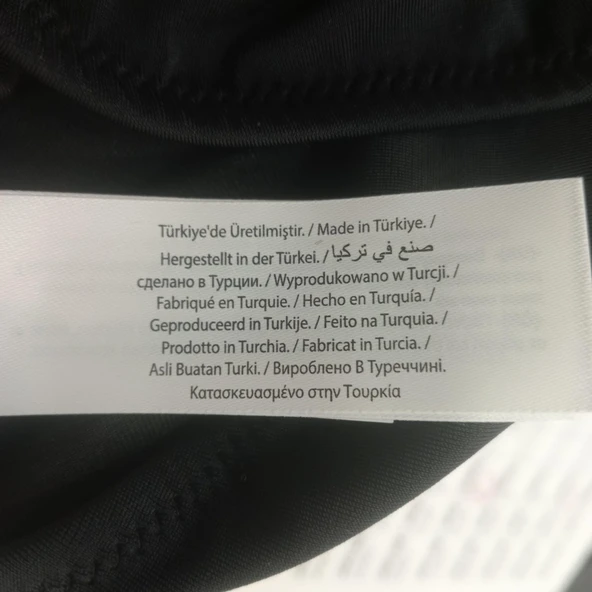 Türkiye'de Üretilmiştir. / Made in Türkiye. /
Hergestellt in der Türkei. / صنع في تركيا
сделано в Турции. / Wyprodukowano w Turcji. /
Fabriqué en Turquie. / Hecho en Turquía. /
Geproduceerd in Turkije. / Feito na Turquia. /
Prodotto in Turchia. / Fabricat in Turcia. /
Asli Buatan Turki. / Вироблено В Туреччині.
Κατασκευασμένο στην Τουρκία